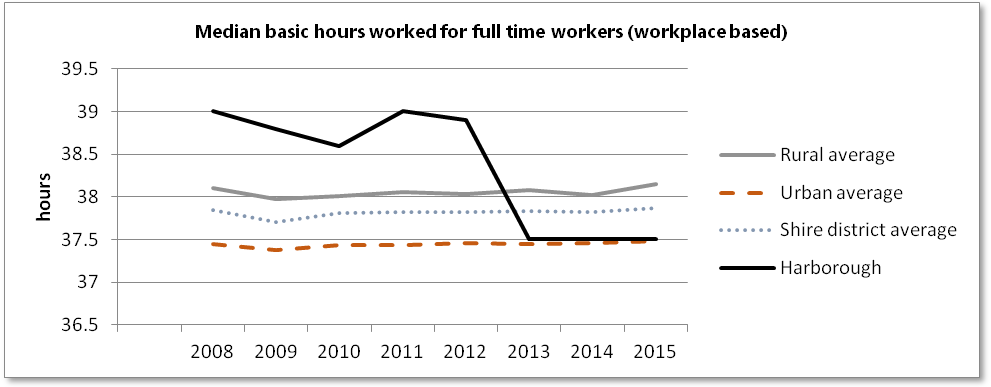 Median basic hours worked for full time workers (workplace based)
hours
39.5
39
38.5
38
37.5
37
36.5
2008 2009 2010 2011 2012 2013 2014 2015
Rural average
Urban average
Shire district average
Harborough